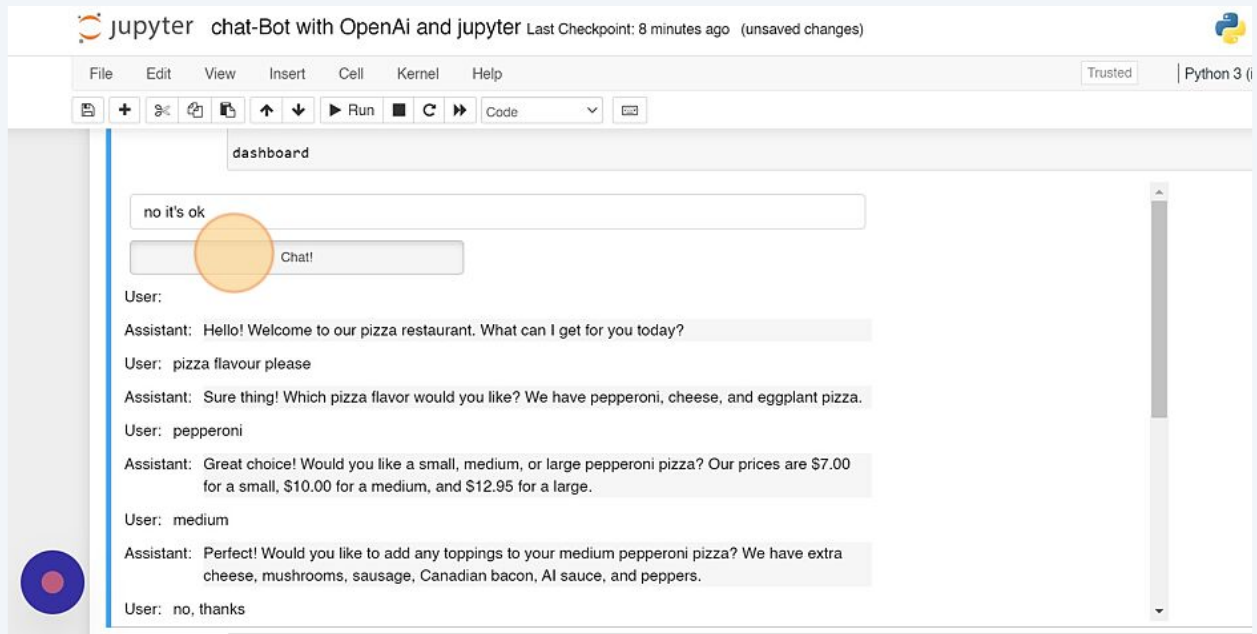 jupyter chat-Bot with OpenAi and jupyter Last Checkpoint: 8 minutes ago (unsaved changes)
File Edit View Insert Cell Kernel Help Trusted Python 3 (i
Run Code
dashboard
no it's ok
Chat!
User:
Assistant: Hello! Welcome to our pizza restaurant. What can I get for you today?
User: pizza flavour please
Assistant: Sure thing! Which pizza flavor would you like? We have pepperoni, cheese, and eggplant pizza.
User: pepperoni
Assistant: Great choice! Would you like a small, medium, or large pepperoni pizza? Our prices are $7.00
for a small, $10.00 for a medium, and $12.95 for a large.
User: medium
Assistant: Perfect! Would you like to add any toppings to your medium pepperoni pizza? We have extra
cheese, mushrooms, sausage, Canadian bacon, AI sauce, and peppers.
User: no, thanks